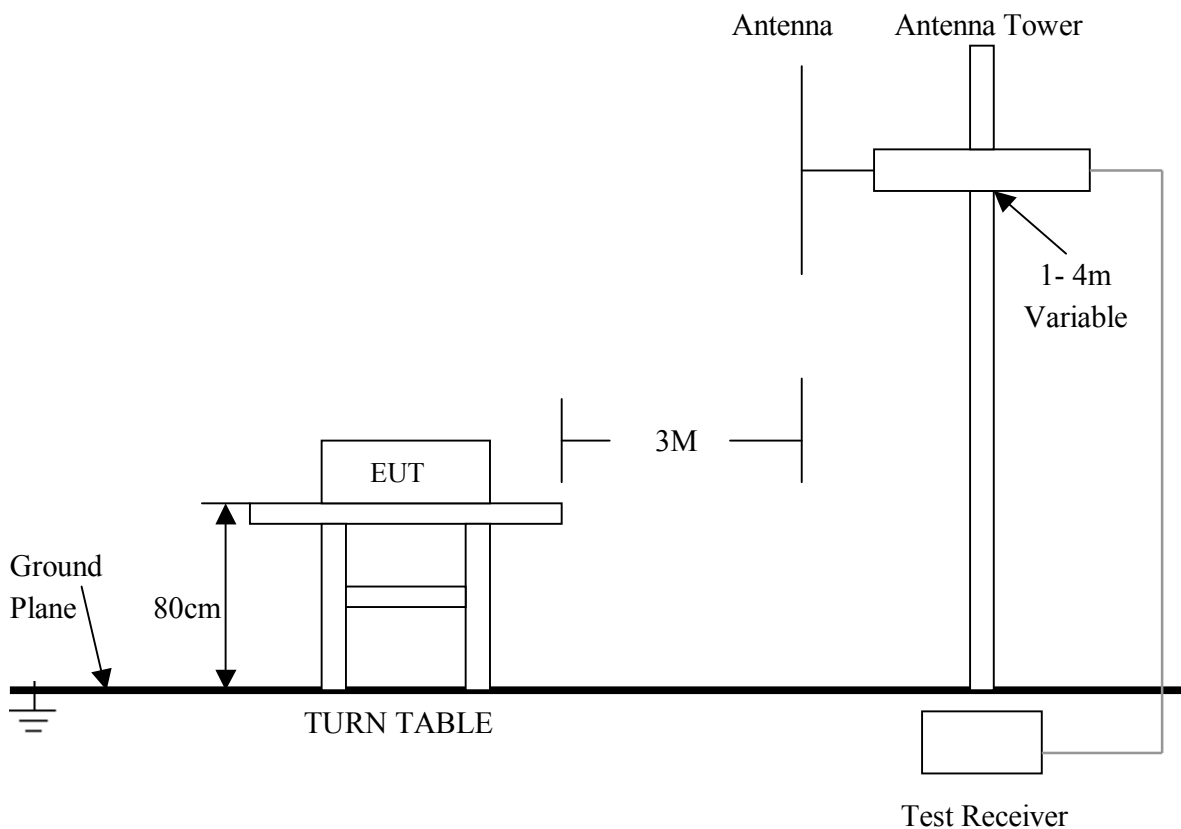 Antenna
Antenna Tower
1- 4m
Variable
3M
EUT
Ground
Plane
80cm
TURN TABLE
Test Receiver